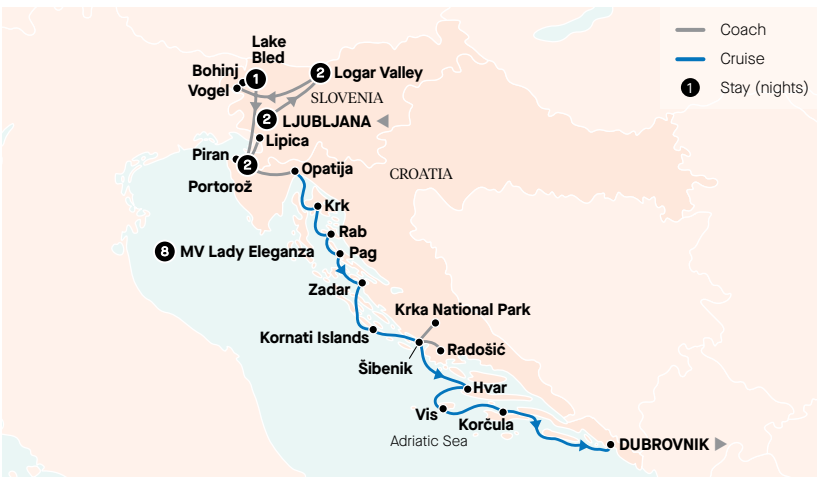 Coach
Cruise
1 Stay (nights)
Lake
Bled
1
Bohinj
Vogel
2 Logar Valley
SLOVENIA
2 LJUBLJANA
Lipica
Piran
2
Portorož
Opatija
CROATIA
Krk
Rab
8 MV Lady Eleganza
Pag
Zadar
Krka National Park
Kornati Islands
Radošić
Šibenik
Hvar
Vis
Korčula
Adriatic Sea
DUBROVNIK